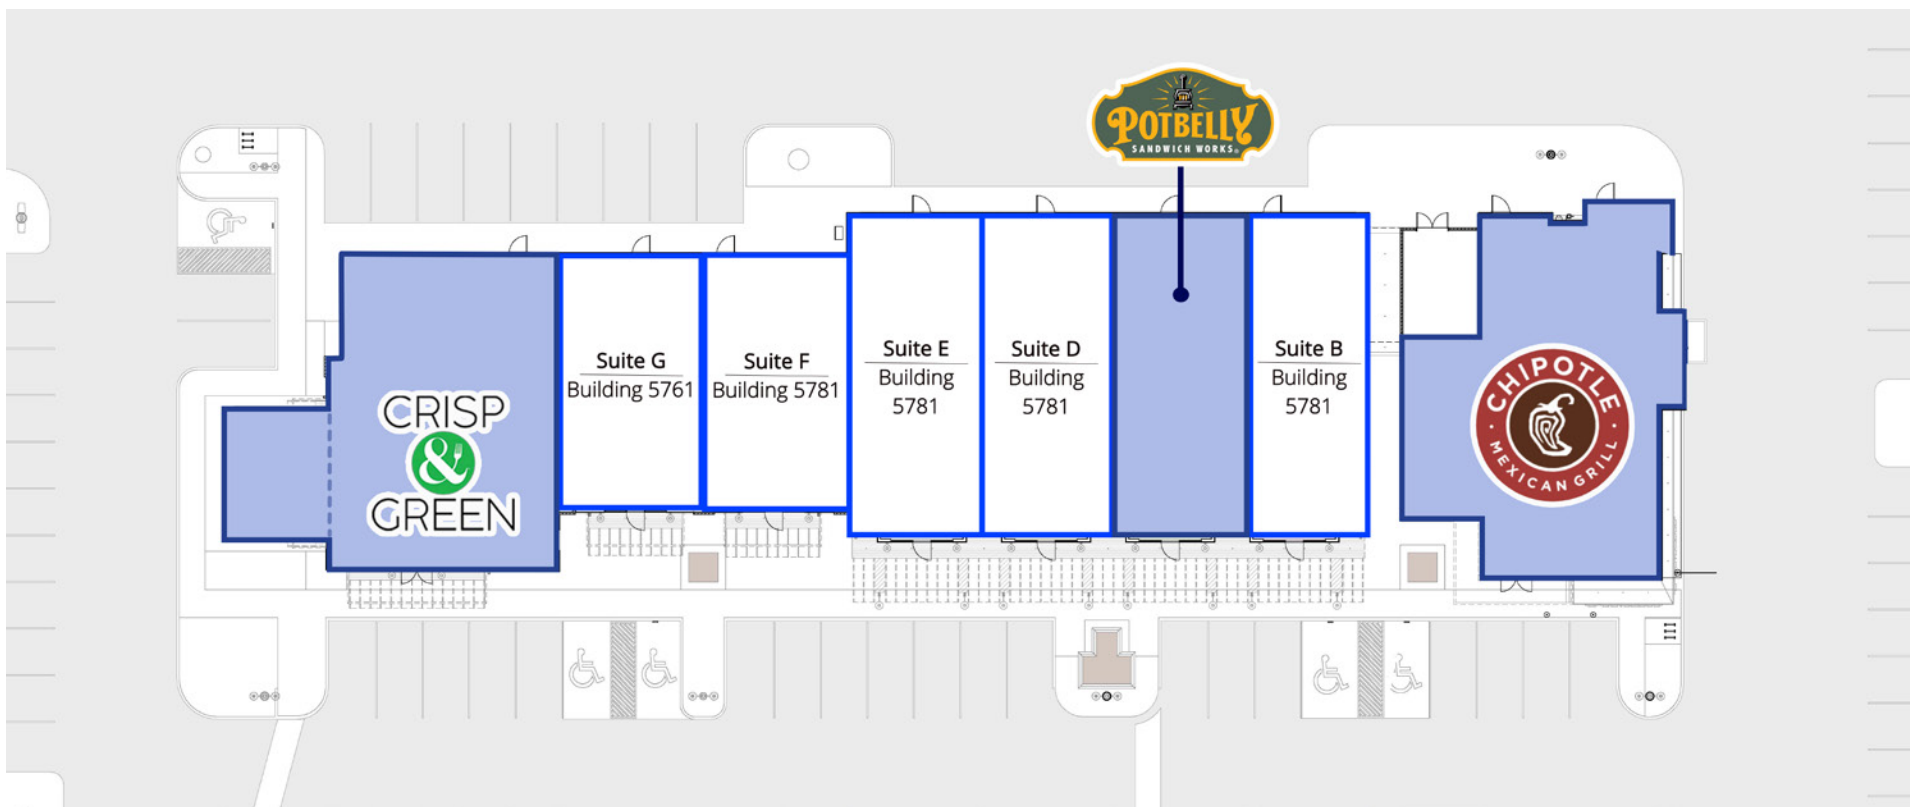 POTBELLY
SANDWICH WORKS
CRISP
&
GREEN
Suite G
Building 5761
Suite F
Building 5781
Suite E
Building
5781
Suite D
Building
5781
Suite B
Building
5781
CHIPOTLE
MEXICAN GRILL